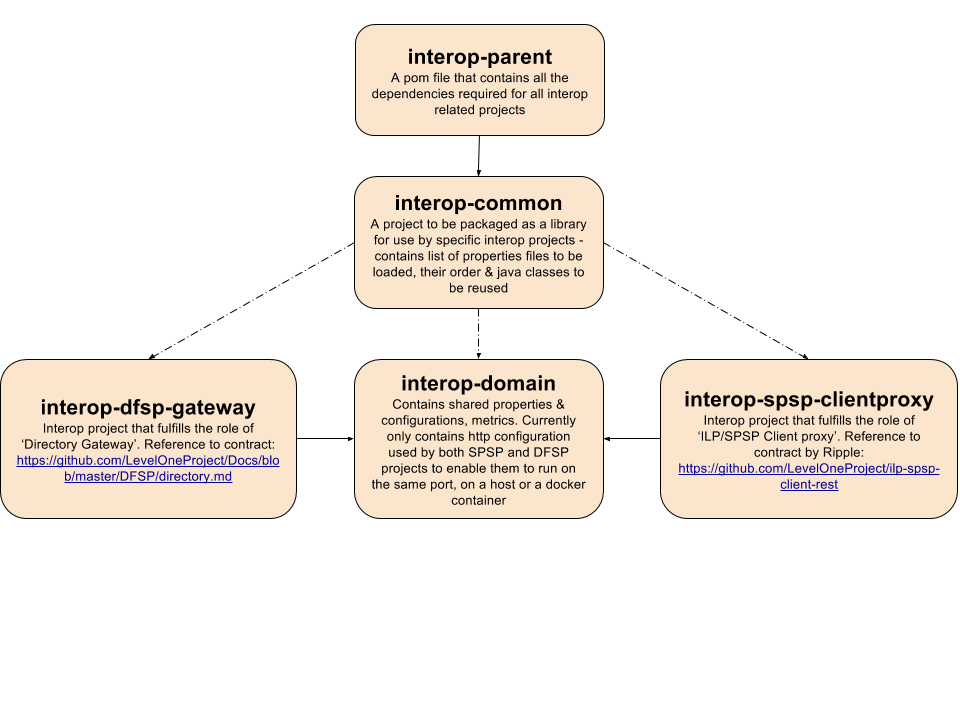 interop-parent
A pom file that contains all the
dependencies required for all interop
related projects
interop-common
A project to be packaged as a library
for use by specific interop projects -
contains list of properties files to be
loaded, their order & java classes to
be reused
interop-dfsp-gateway
Interop project that fulfills the role of
‘Directory Gateway’. Reference to contract:
https://github.com/LevelOneProject/Docs/blo
b/master/DFSP/directory.md
interop-domain
Contains shared properties &
configurations, metrics. Currently
only contains http configuration
used by both SPSP and DFSP
projects to enable them to run on
the same port, on a host or a docker
container
interop-spsp-clientproxy
Interop project that fulfills the role of
‘ILP/SPSP Client proxy’. Reference to
contract by Ripple:
https://github.com/LevelOneProject/ilp-spsp-
client-rest